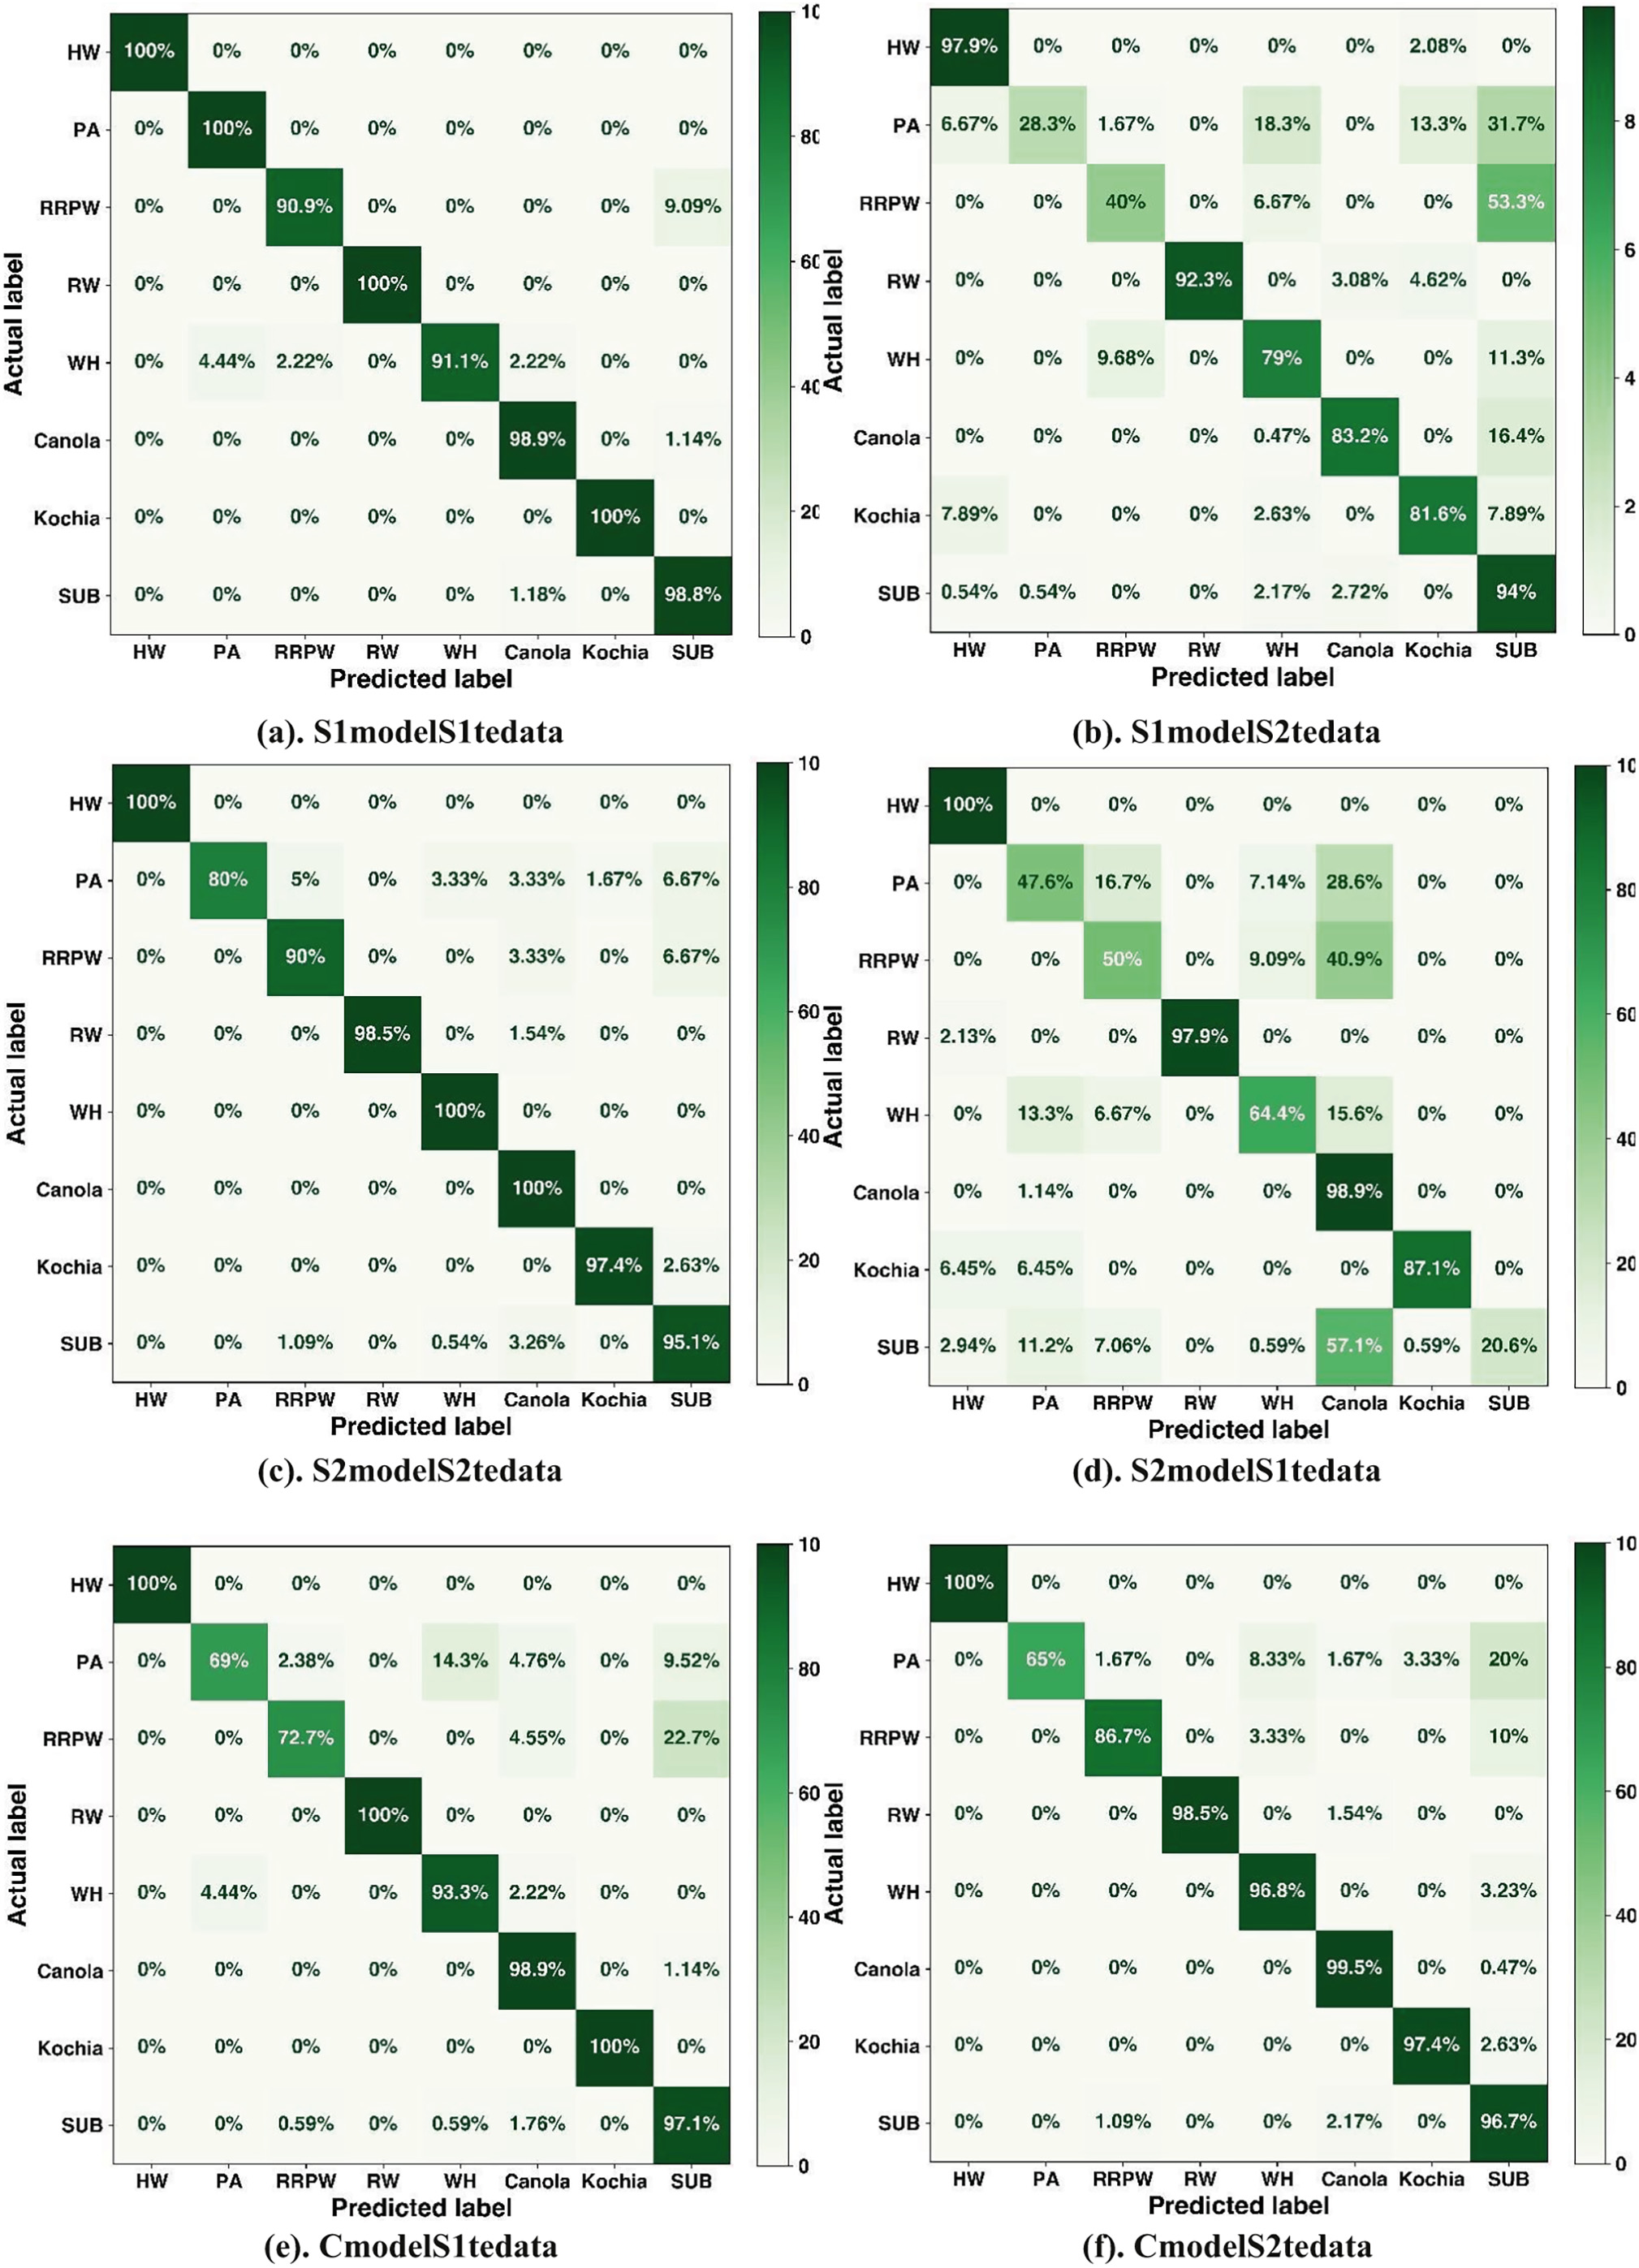 HW 100% 0% 0% 0% 0% 0% 0% 0%
PA 0% 100% 0% 0% 0% 0% 0% 0%
RRPW 0% 0% 90.9% 0% 0% 0% 0% 9.09%
RW 0% 0% 0% 100% 0% 0% 0% 0%
WH 0% 4.44% 2.22% 0% 91.1% 2.22% 0% 0%
Canola 0% 0% 0% 0% 0% 98.9% 0% 1.14%
Kochia 0% 0% 0% 0% 0% 0% 100% 0%
SUB 0% 0% 0% 0% 0% 1.18% 0% 98.8%
HW PA RRPW RW WH Canola Kochia SUB
Predicted label
Actual label
10
80
60
40
20
0
(a). S1modelS1tedata
HW 97.9% 0% 0% 0% 0% 0% 2.08% 0%
PA 6.67% 28.3% 1.67% 0% 18.3% 0% 13.3% 31.7%
RRPW 0% 0% 40% 0% 6.67% 0% 0% 53.3%
RW 0% 0% 0% 92.3% 0% 3.08% 4.62% 0%
WH 0% 0% 9.68% 0% 79% 0% 0% 11.3%
Canola 0% 0% 0% 0% 0.47% 83.2% 0% 16.4%
Kochia 7.89% 0% 0% 0% 2.63% 0% 81.6% 7.89%
SUB 0.54% 0.54% 0% 0% 2.17% 2.72% 0% 94%
HW PA RRPW RW WH Canola Kochia SUB
Predicted label
Actual label
8
6
4
2
0
(b). S1modelS2tedata
HW 100% 0% 0% 0% 0% 0% 0% 0%
PA 0% 80% 5% 0% 3.33% 3.33% 1.67% 6.67%
RRPW 0% 0% 90% 0% 0% 3.33% 0% 6.67%
RW 0% 0% 0% 98.5% 0% 1.54% 0% 0%
WH 0% 0% 0% 0% 100% 0% 0% 0%
Canola 0% 0% 0% 0% 0% 100% 0% 0%
Kochia 0% 0% 0% 0% 0% 0% 97.4% 2.63%
SUB 0% 0% 1.09% 0% 0.54% 3.26% 0% 95.1%
HW PA RRPW RW WH Canola Kochia SUB
Predicted label
Actual label
10
80
60
40
20
0
(c). S2modelS2tedata
HW 100% 0% 0% 0% 0% 0% 0% 0%
PA 0% 47.6% 16.7% 0% 7.14% 28.6% 0% 0%
RRPW 0% 0% 50% 0% 9.09% 40.9% 0% 0%
RW 2.13% 0% 0% 97.9% 0% 0% 0% 0%
WH 0% 13.3% 6.67% 0% 64.4% 15.6% 0% 0%
Canola 0% 1.14% 0% 0% 0% 98.9% 0% 0%
Kochia 6.45% 6.45% 0% 0% 0% 0% 87.1% 0%
SUB 2.94% 11.2% 7.06% 0% 0.59% 57.1% 0.59% 20.6%
HW PA RRPW RW WH Canola Kochia SUB
Predicted label
Actual label
10
80
60
40
20
0
(d). S2modelS1tedata
HW 100% 0% 0% 0% 0% 0% 0% 0%
PA 0% 69% 2.38% 0% 14.3% 4.76% 0% 9.52%
RRPW 0% 0% 72.7% 0% 0% 4.55% 0% 22.7%
RW 0% 0% 0% 100% 0% 0% 0% 0%
WH 0% 4.44% 0% 0% 93.3% 2.22% 0% 0%
Canola 0% 0% 0% 0% 0% 98.9% 0% 1.14%
Kochia 0% 0% 0% 0% 0% 0% 100% 0%
SUB 0% 0% 0.59% 0% 0.59% 1.76% 0% 97.1%
HW PA RRPW RW WH Canola Kochia SUB
Predicted label
Actual label
10
80
60
40
20
0
(e). CmodelS1tedata
HW 100% 0% 0% 0% 0% 0% 0% 0%
PA 0% 65% 1.67% 0% 8.33% 1.67% 3.33% 20%
RRPW 0% 0% 86.7% 0% 3.33% 0% 0% 10%
RW 0% 0% 0% 98.5% 0% 1.54% 0% 0%
WH 0% 0% 0% 0% 96.8% 0% 0% 3.23%
Canola 0% 0% 0% 0% 0% 99.5% 0% 0.47%
Kochia 0% 0% 0% 0% 0% 0% 97.4% 2.63%
SUB 0% 0% 1.09% 0% 0% 2.17% 0% 96.7%
HW PA RRPW RW WH Canola Kochia SUB
Predicted label
Actual label
10
80
60
40
20
0
(f). CmodelS2tedata